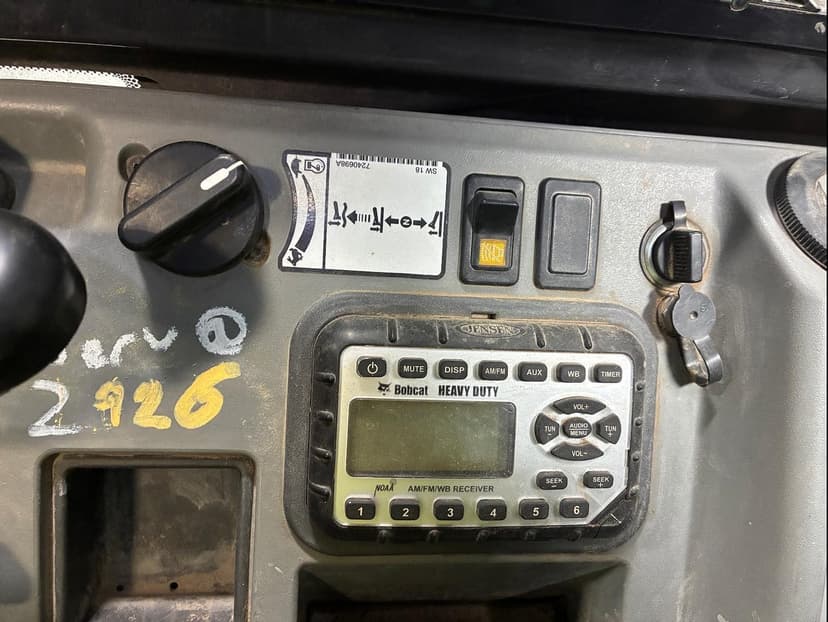 SW 18
7240698A
N
JENSEN
MUTE DISP AM/FM AUX WB TIMER
Bobcat HEAVY DUTY
VOL+
TUN - AUDIO MENU TUN +
VOL-
SEEK - SEEK +
NOAA AM/FM/WB RECEIVER
1 2 3 4 5 6
2926